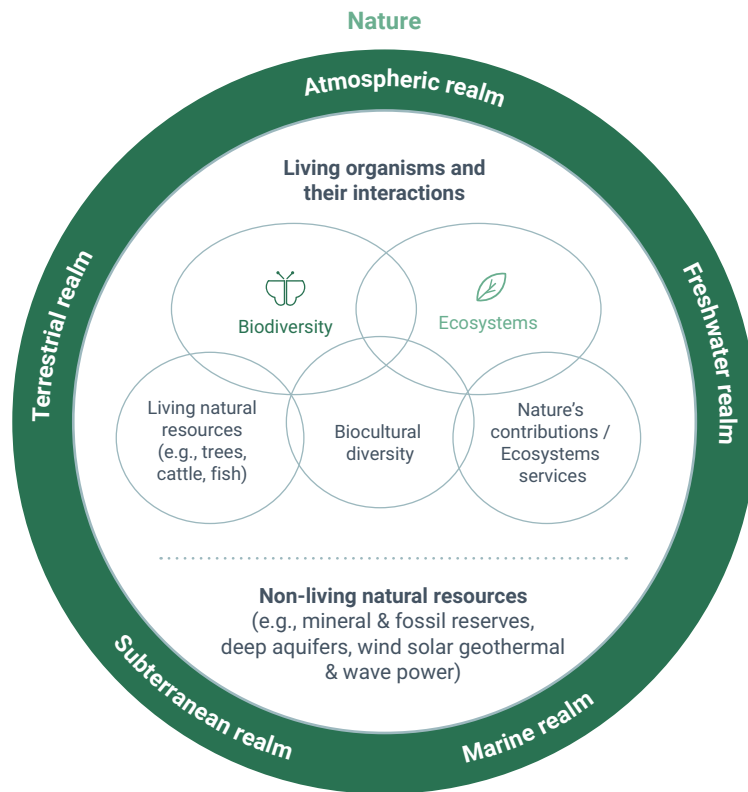 Nature
Atmospheric realm
Living organisms and
their interactions
Biodiversity
Ecosystems
Terrestrial realm
Freshwater realm
Living natural
resources
(e.g., trees,
cattle, fish)
Biocultural
diversity
Nature's
contributions /
Ecosystems
services
Non-living natural resources
(e.g., mineral & fossil reserves,
deep aquifers, wind solar geothermal
& wave power)
Subterranean realm
Marine realm